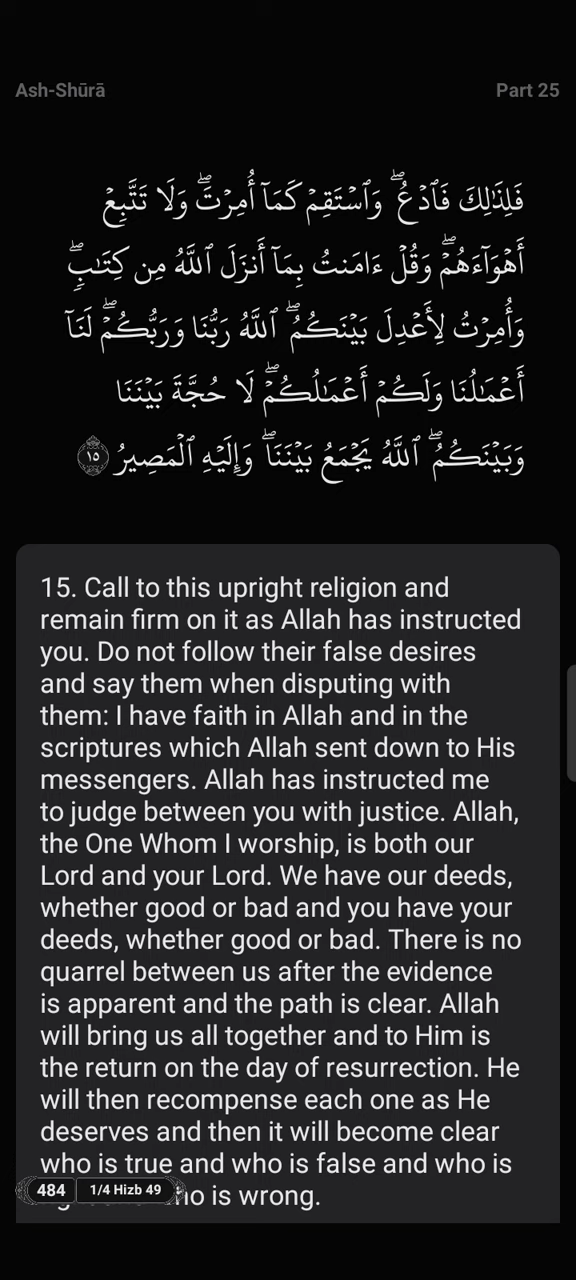 Ash-Shūrā
Part 25
فَلِذَٰلِكَ فَٱدْعُ ۖ وَٱسْتَقِمْ كَمَآ أُمِرْتَ ۖ وَلَا تَتَّبِعْ
أَهْوَآءَهُمْ ۖ وَقُلْ ءَامَنتُ بِمَآ أَنزَلَ ٱللَّهُ مِن كِتَٰبٍ ۖ
وَأُمِرْتُ لِأَعْدِلَ بَيْنَكُمُ ۖ ٱللَّهُ رَبُّنَا وَرَبُّكُمْ ۖ لَنَآ
أَعْمَٰلُنَا وَلَكُمْ أَعْمَٰلُكُمْ ۖ لَا حُجَّةَ بَيْنَنَا
وَبَيْنَكُمُ ۖ ٱللَّهُ يَجْمَعُ بَيْنَنَا ۖ وَإِلَيْهِ ٱلْمَصِيرُ ١٥
15. Call to this upright religion and
remain firm on it as Allah has instructed
you. Do not follow their false desires
and say them when disputing with
them: I have faith in Allah and in the
scriptures which Allah sent down to His
messengers. Allah has instructed me
to judge between you with justice. Allah,
the One Whom I worship, is both our
Lord and your Lord. We have our deeds,
whether good or bad and you have your
deeds, whether good or bad. There is no
quarrel between us after the evidence
is apparent and the path is clear. Allah
will bring us all together and to Him is
the return on the day of resurrection. He
will then recompense each one as He
deserves and then it will become clear
who is true and who is false and who is
is wrong.
484
1/4 Hizb 49